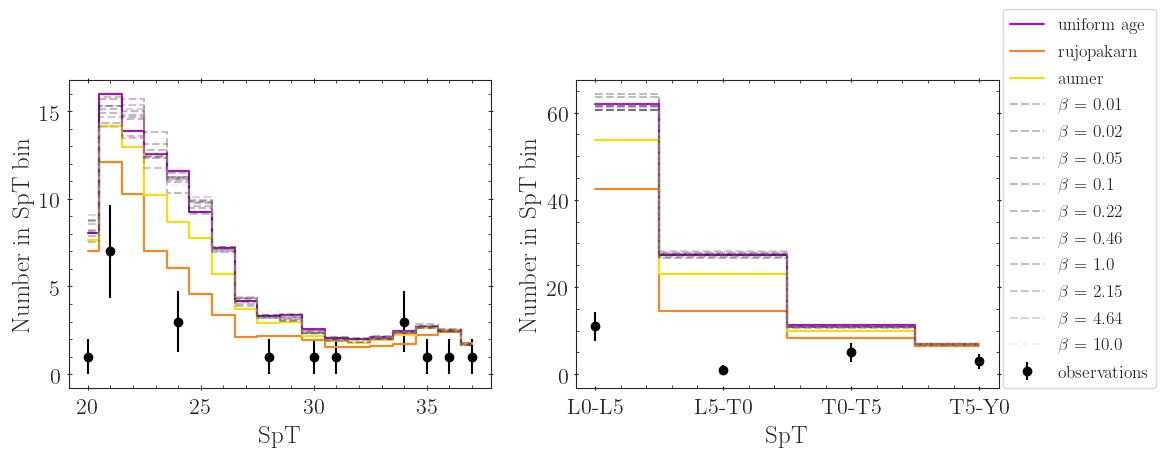 Number in SpT bin
15
10
5
0
20
25
30
35
SpT
Number in SpT bin
60
40
20
0
L0-L5
L5-T0
T0-T5
T5-Y0
SpT
uniform age
rujopakarn
aumer
β = 0.01
β = 0.02
β = 0.05
β = 0.1
β = 0.22
β = 0.46
β = 1.0
β = 2.15
β = 4.64
β = 10.0
observations